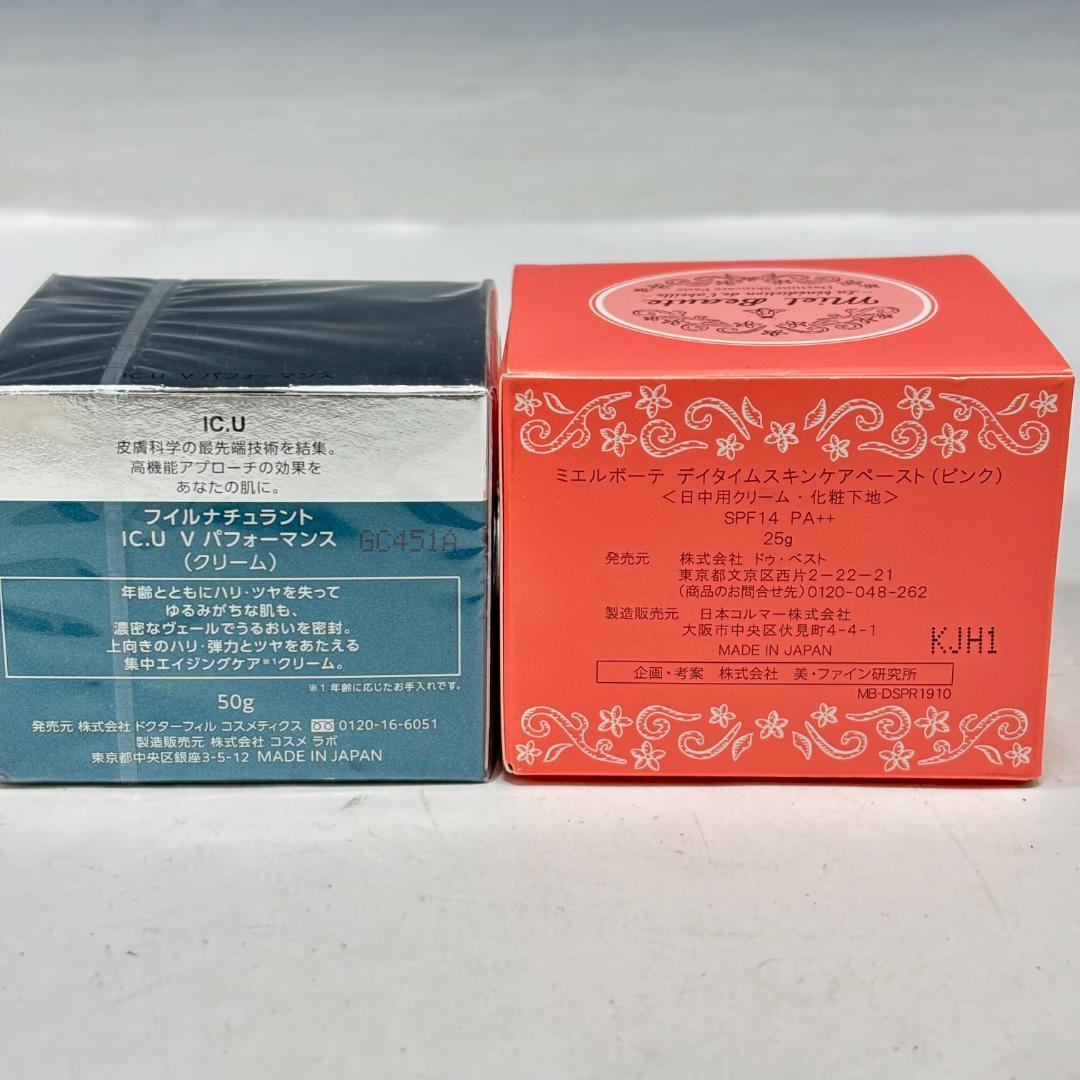 IC.U V パフォーマンス
IC.U
皮膚科学の最先端技術を結集。
高機能アプローチの効果を
あなたの肌に。
フイルナチュラント
IC.U V パフォーマンス
(クリーム)
GC451A
年齢とともにハリ・ツヤを失って
ゆるみがちな肌も、
濃密なヴェールでうるおいを密封。
上向きのハリ・弾力とツヤをあたえる
集中エイジングケア※1クリーム。
※1 年齢に応じたお手入れです。
50g
発売元 株式会社 ドクターフィル コスメティクス 0120-16-6051
製造販売元 株式会社 コスメ ラボ
東京都中央区銀座3-5-12 MADE IN JAPAN
Miel Beaute
La bénédiction de l'abeille
Daytime Skincare Paste
ミエルボーテ デイタイムスキンケアペースト(ピンク)
<日中用クリーム・化粧下地>
SPF14 PA++
25g
発売元 株式会社 ドゥ・ベスト
東京都文京区西片2-22-21
(商品のお問合せ先)0120-048-262
製造販売元 日本コルマー株式会社
大阪市中央区伏見町4-4-1
MADE IN JAPAN
KJH1
企画・考案 株式会社 美・ファイン研究所
MB-DSPR1910